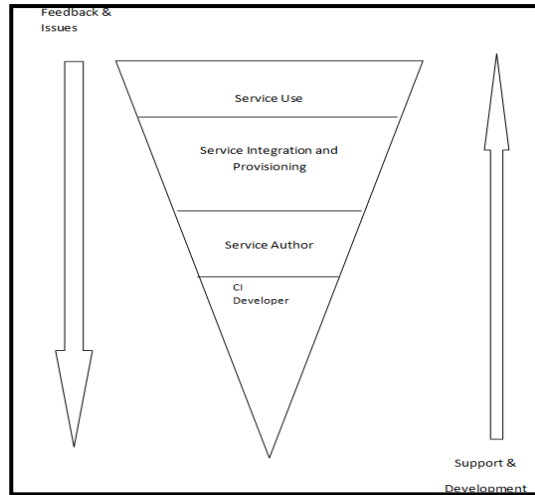 Feedback &
Issues
Service Use
Service Integration and
Provisioning
Service Author
CI
Developer
Support &
Development